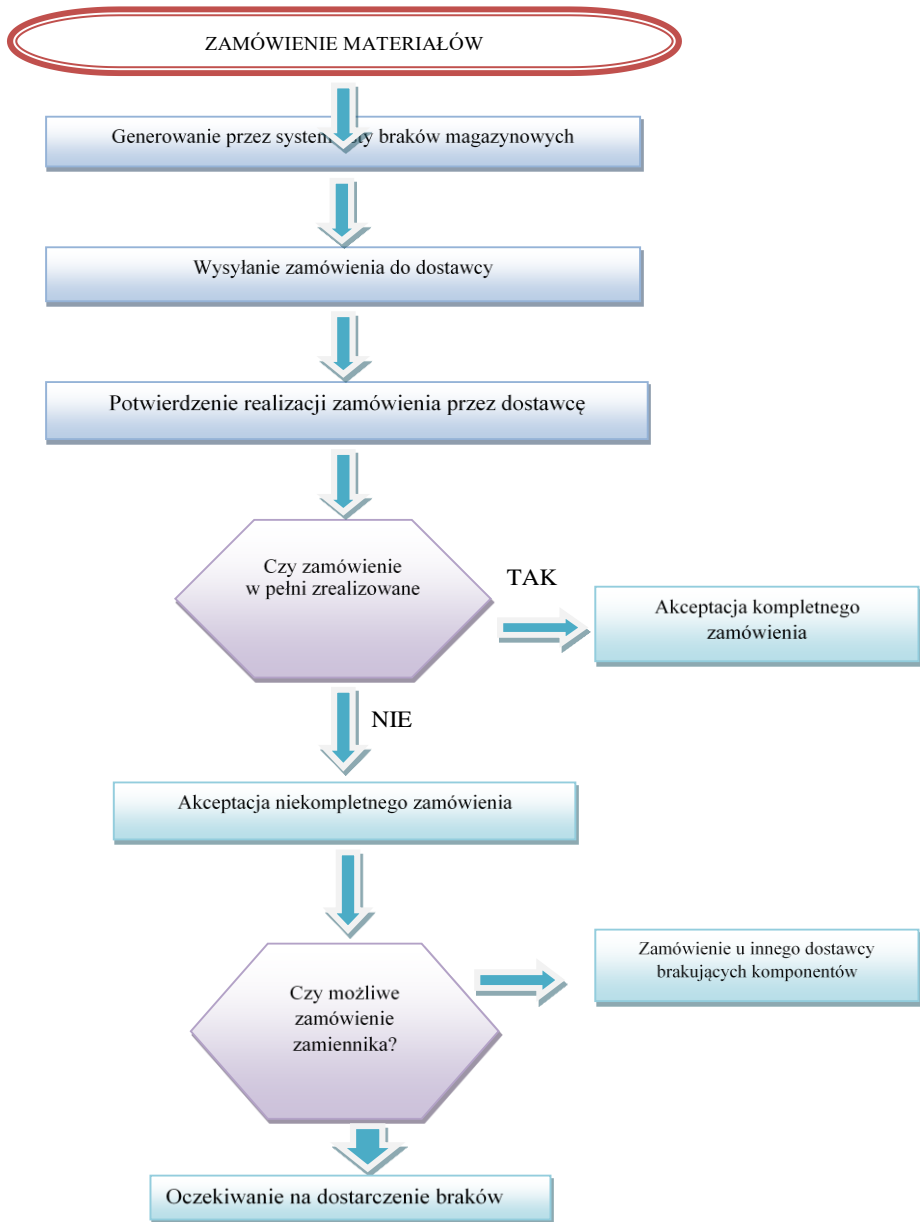 ZAMÓWIENIE MATERIAŁÓW
Generowanie przez system sty braków magazynowych
Wysyłanie zamówienia do dostawcy
Potwierdzenie realizacji zamówienia przez dostawcę
Czy zamówienie
w pełni zrealizowane
TAK
Akceptacja kompletnego
zamówienia
NIE
Akceptacja niekompletnego zamówienia
Zamówienie u innego dostawcy
brakujących komponentów
Czy możliwe
zamówienie
zamiennika?
Oczekiwanie na dostarczenie braków